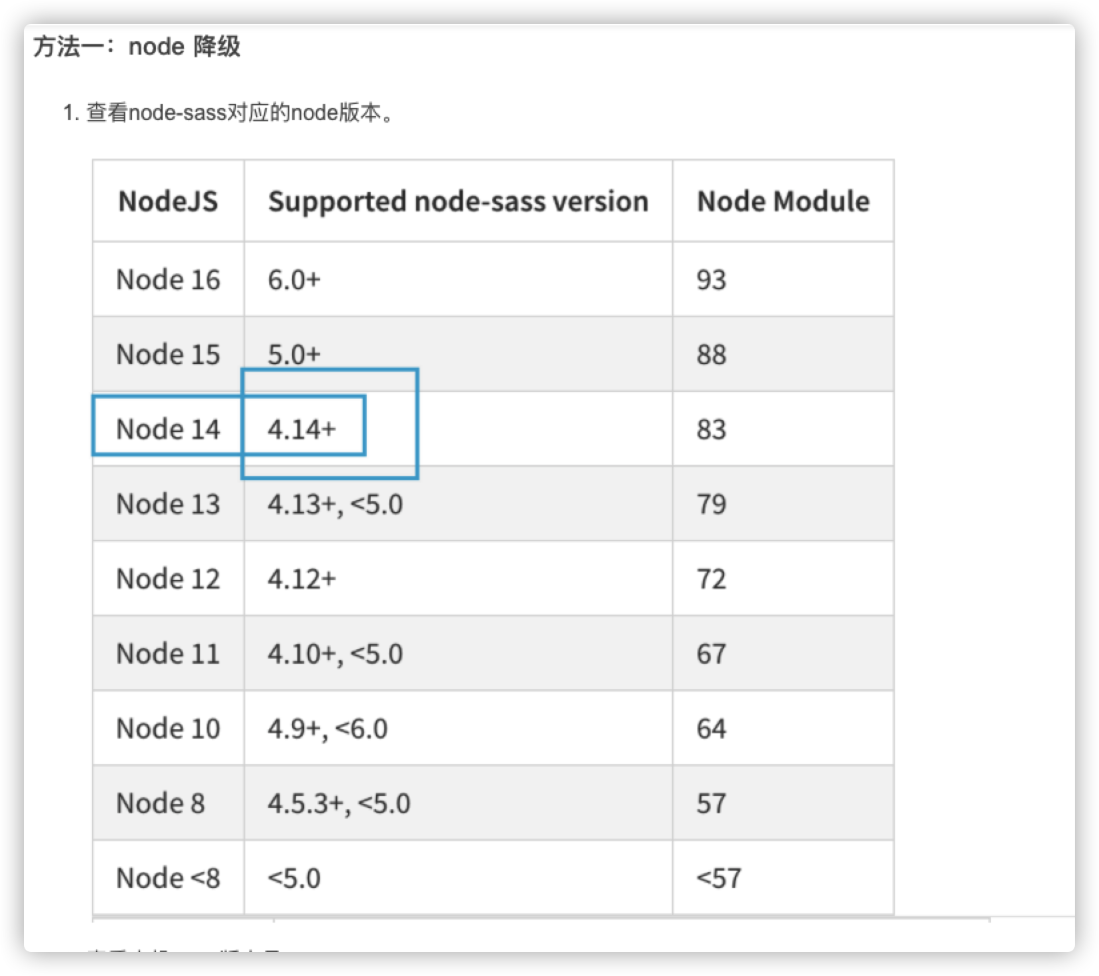 方法一：node 降级
1. 查看node-sass对应的node版本。
NodeJS Supported node-sass version Node Module
Node 16 6.0+ 93
Node 15 5.0+ 88
Node 14 4.14+ 83
Node 13 4.13+, <5.0 79
Node 12 4.12+ 72
Node 11 4.10+, <5.0 67
Node 10 4.9+, <6.0 64
Node 8 4.5.3+, <5.0 57
Node <8 <5.0 <57